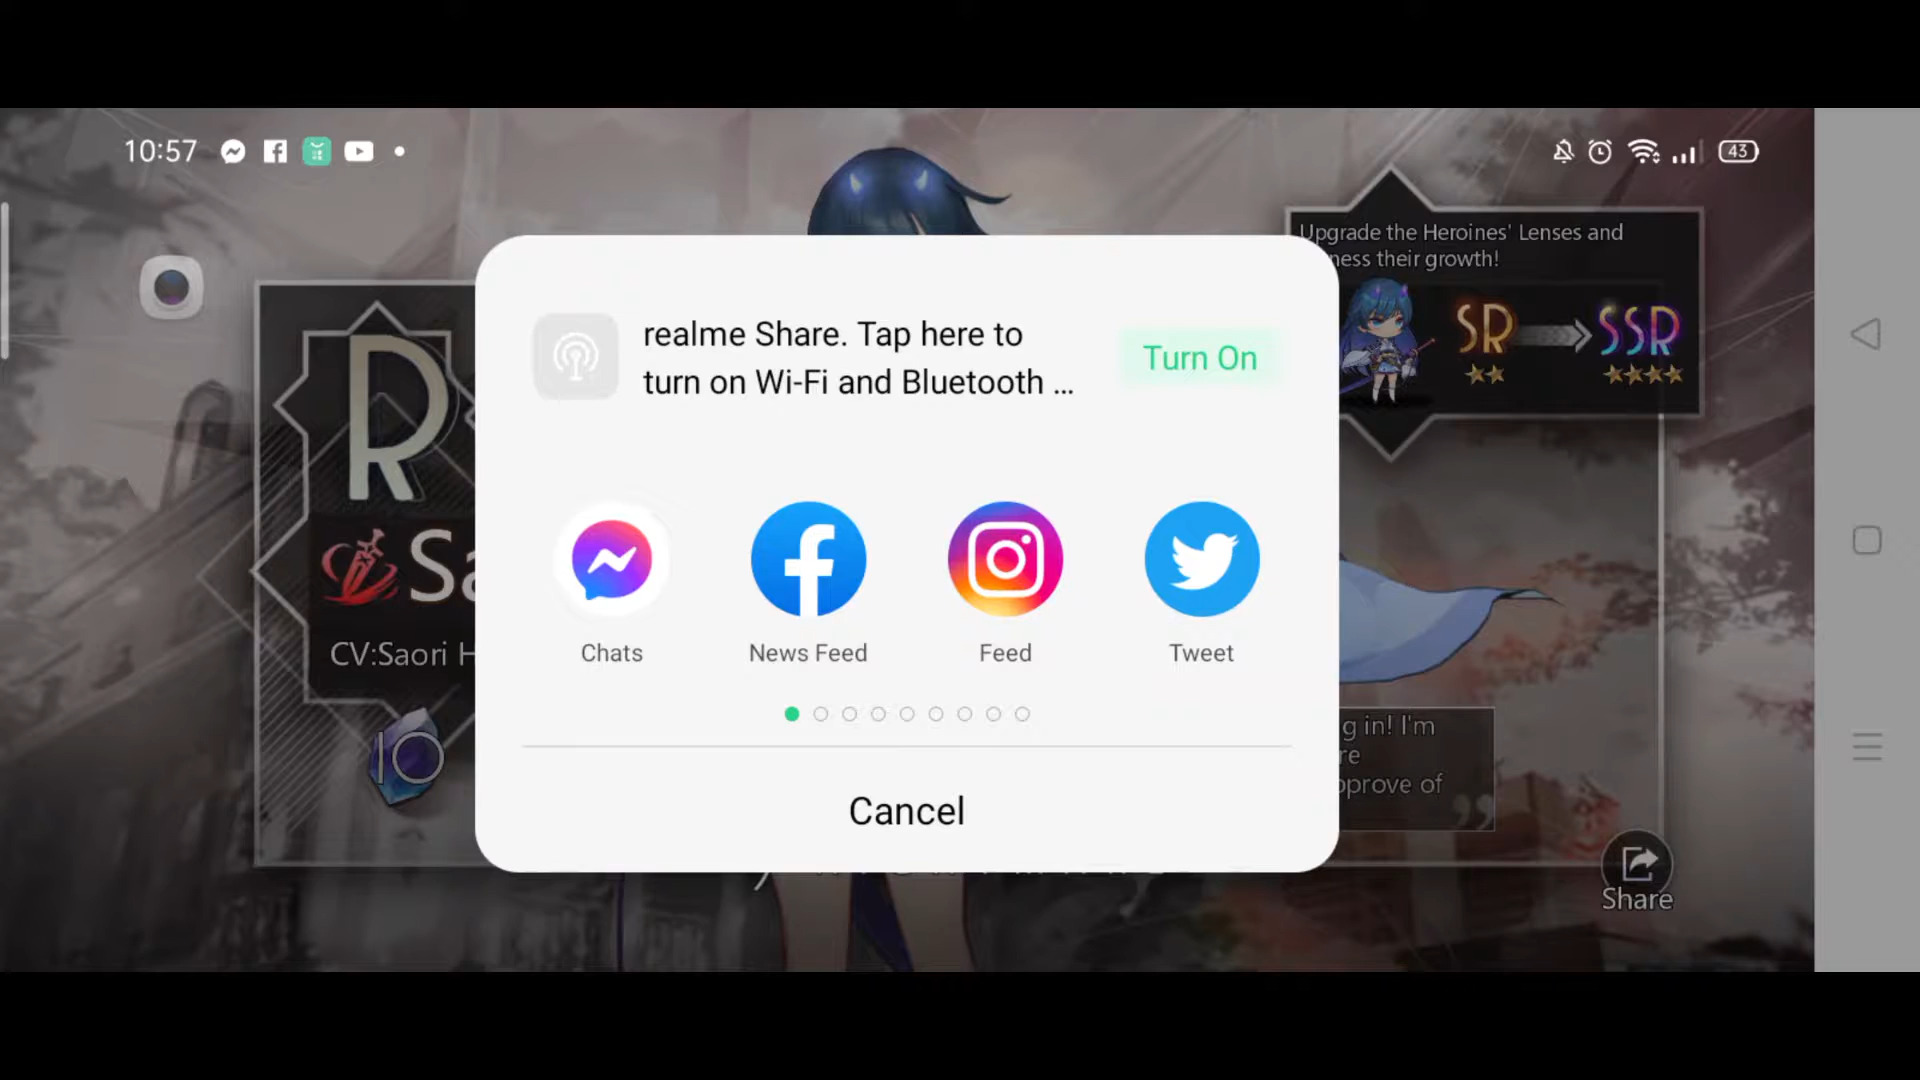 10:57
43
Upgrade the Heroines' Lenses and
ness their growth!
SR
SSR
realme Share. Tap here to
turn on Wi-Fi and Bluetooth ...
Turn On
R
Sa
CV:Saori H
Chats
News Feed
Feed
Tweet
10
g in! I'm
re
pprove of
Cancel
Share